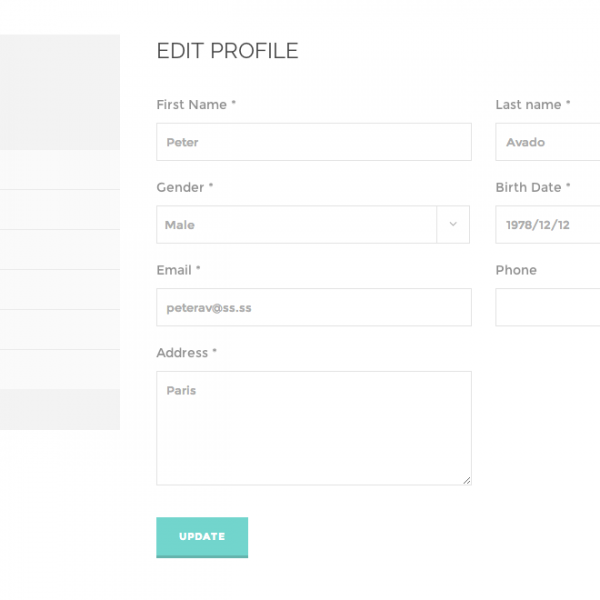 EDIT PROFILE
First Name * Last name *
Peter Avado
Gender * Birth Date *
Male 1978/12/12
Email * Phone
peterav@ss.ss
Address *
Paris
UPDATE